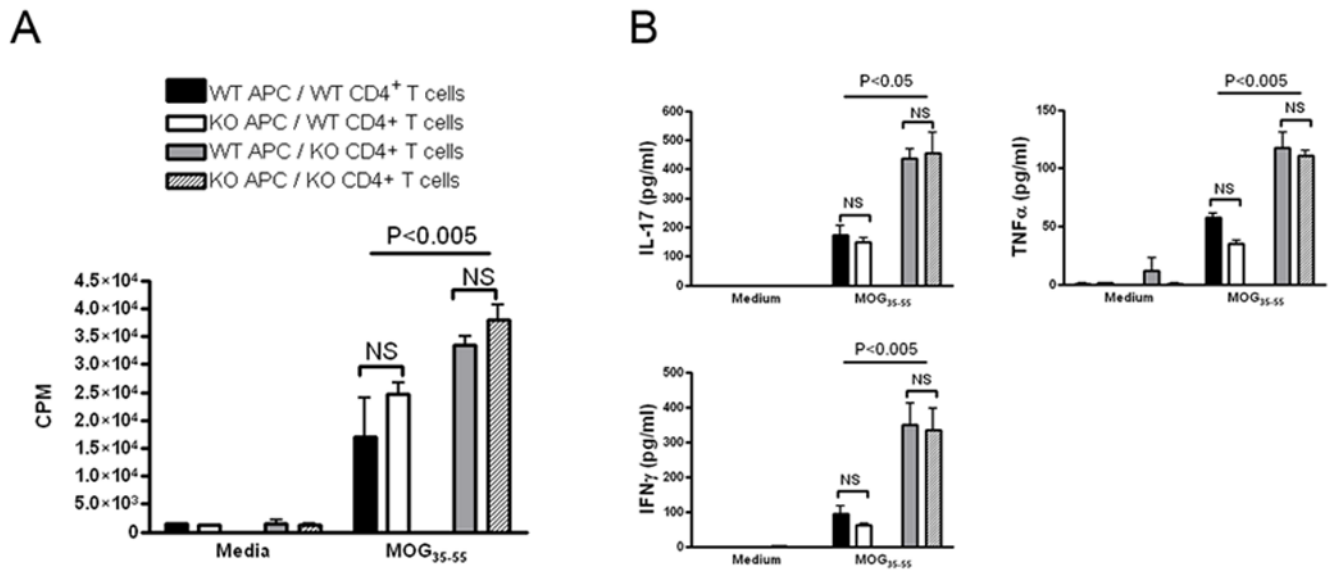 A
WT APC / WT CD4+ T cells
KO APC / WT CD4+ T cells
WT APC / KO CD4+ T cells
KO APC / KO CD4+ T cells
P<0.005
NS
NS
4.5×10⁴
4.0×10⁴
3.5×10⁴
3.0×10⁴
2.5×10⁴
2.0×10⁴
1.5×10⁴
1.0×10⁴
5.0×10³
0
CPM
Media
MOG35-55
B
P<0.05
NS
NS
600
500
400
300
200
100
0
IL-17 (pg/ml)
Medium
MOG35-55
P<0.005
NS
NS
150
100
50
0
TNFα (pg/ml)
Medium
MOG35-55
P<0.005
NS
NS
500
400
300
200
100
0
IFNγ (pg/ml)
Medium
MOG35-55